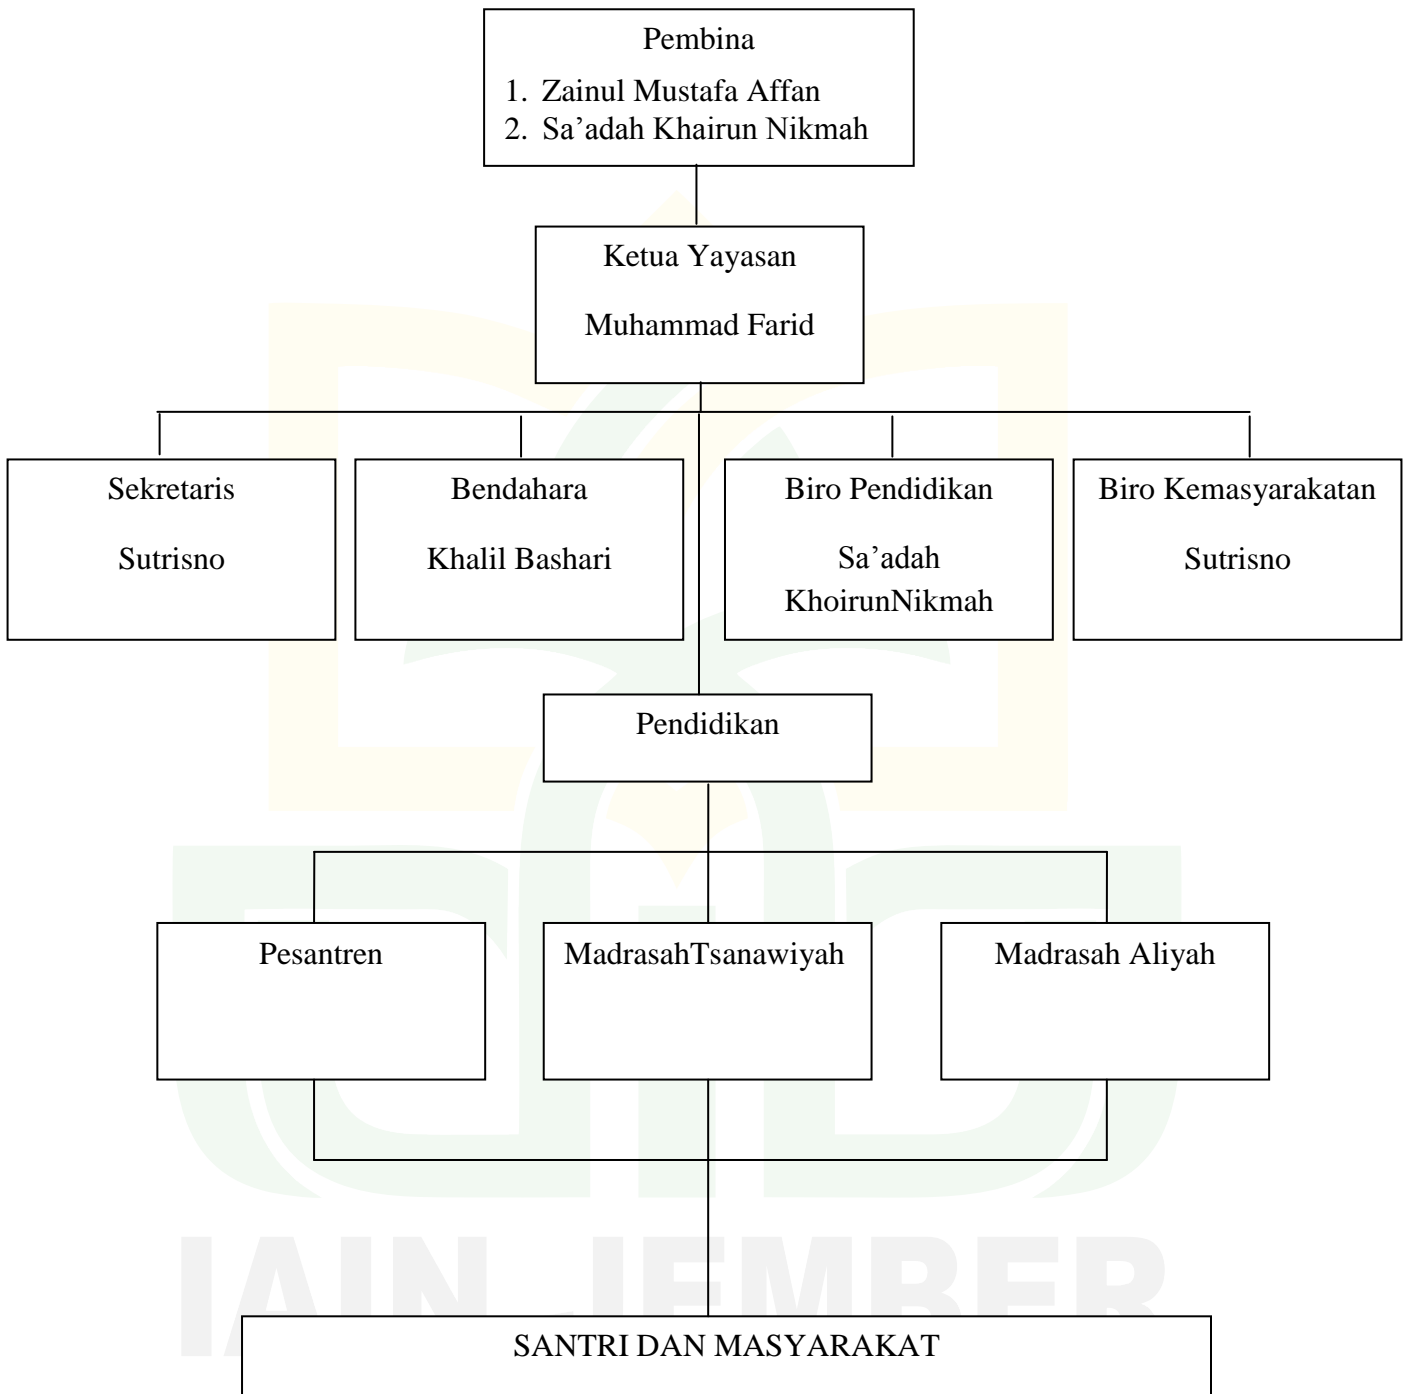 Pembina
1. Zainul Mustafa Affan
2. Sa’adah Khairun Nikmah
Ketua Yayasan
Muhammad Farid
Sekretaris
Sutrisno
Bendahara
Khalil Bashari
Biro Pendidikan
Sa’adah
KhoirunNikmah
Biro Kemasyarakatan
Sutrisno
Pendidikan
Pesantren
MadrasahTsanawiyah
Madrasah Aliyah
IAIN JEMBER
SANTRI DAN MASYARAKAT